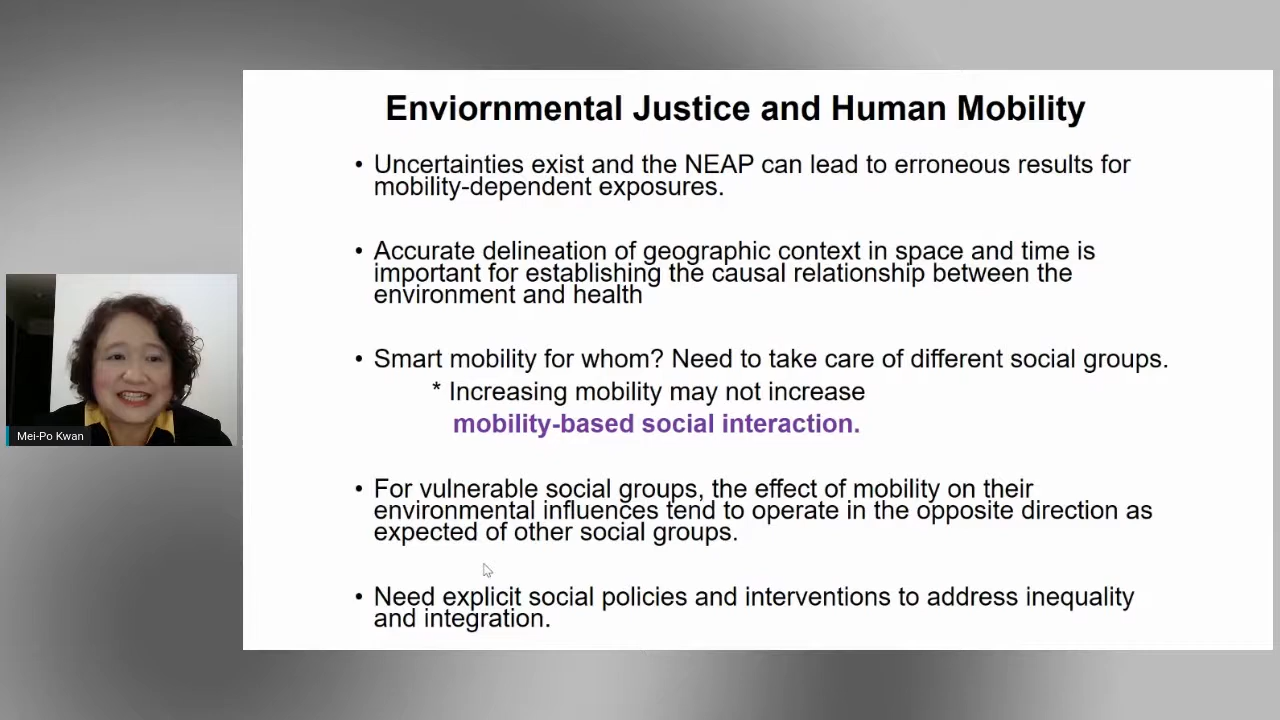 Enviornmental Justice and Human Mobility
• Uncertainties exist and the NEAP can lead to erroneous results for
mobility-dependent exposures.
• Accurate delineation of geographic context in space and time is
important for establishing the causal relationship between the
environment and health
• Smart mobility for whom? Need to take care of different social groups.
* Increasing mobility may not increase
mobility-based social interaction.
• For vulnerable social groups, the effect of mobility on their
environmental influences tend to operate in the opposite direction as
expected of other social groups.
• Need explicit social policies and interventions to address inequality
and integration.
Mei-Po Kwan